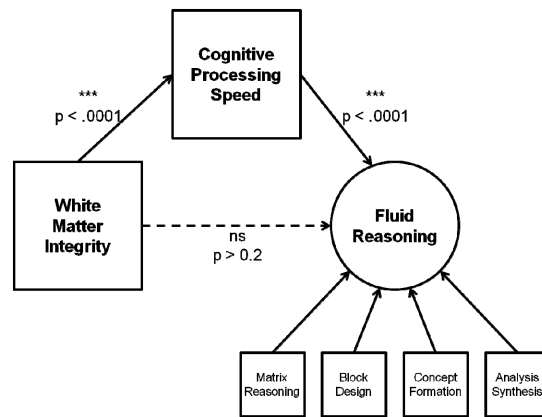 Cognitive
Processing
Speed
***
p < .0001
***
p < .0001
White
Matter
Integrity
ns
p > 0.2
Fluid
Reasoning
Matrix
Reasoning
Block
Design
Concept
Formation
Analysis
Synthesis